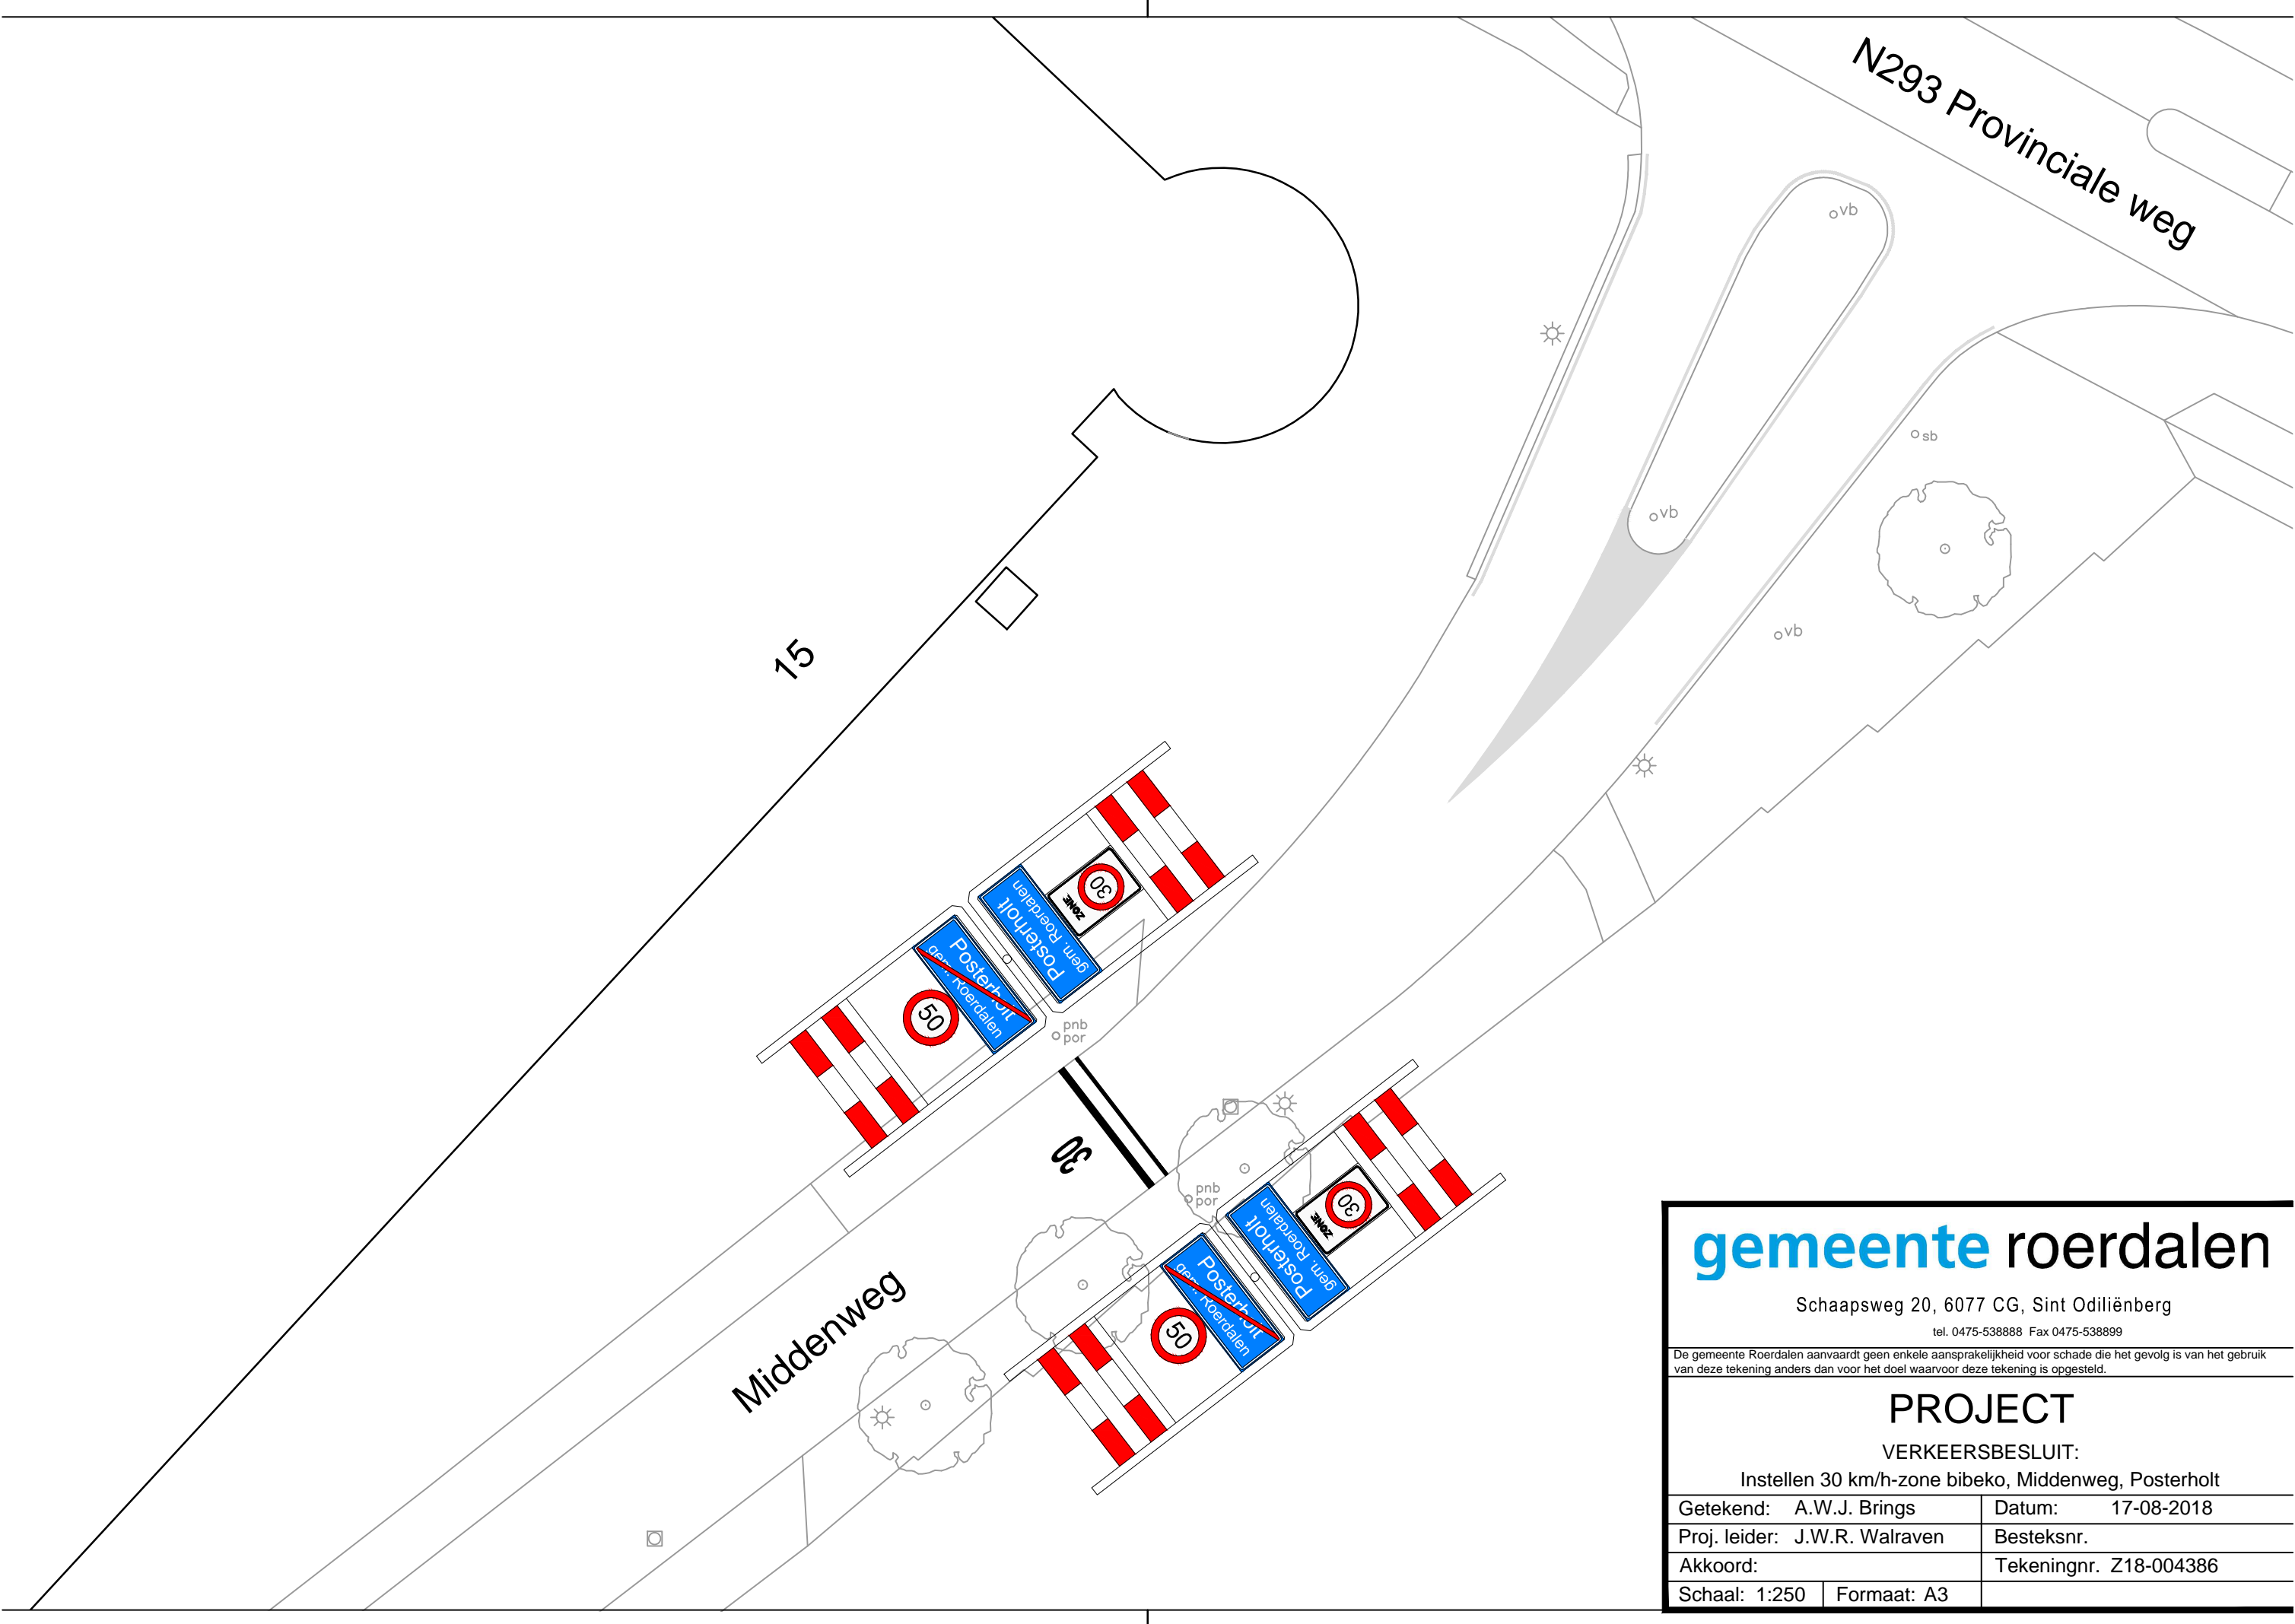 N293 Provinciale weg
vb
vb
sb
vb
15
ZONE
30
Posterholt
gem. Roerdalen
Posterholt
gem. Roerdalen
50
pnb
por
30
pnb
por
ZONE
30
Posterholt
gem. Roerdalen
Posterholt
gem. Roerdalen
50
Middenweg
gemeente roerdalen
Schaapsweg 20, 6077 CG, Sint Odiliënberg
tel. 0475-538888 Fax 0475-538899
De gemeente Roerdalen aanvaardt geen enkele aansprakelijkheid voor schade die het gevolg is van het gebruik
van deze tekening anders dan voor het doel waarvoor deze tekening is opgesteld.
PROJECT
VERKEERSBESLUIT:
Instellen 30 km/h-zone bibeko, Middenweg, Posterholt
Getekend: A.W.J. Brings Datum: 17-08-2018
Proj. leider: J.W.R. Walraven Besteksnr.
Akkoord: Tekeningnr. Z18-004386
Schaal: 1:250 Formaat: A3